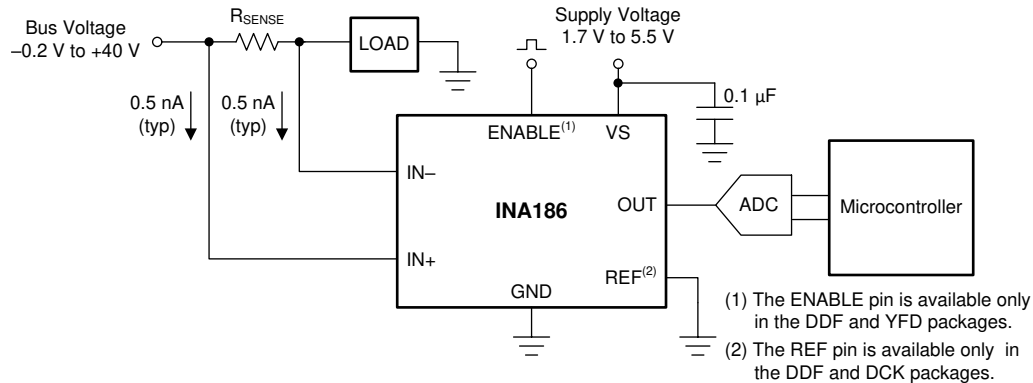 Bus Voltage
–0.2 V to +40 V
RSENSE
LOAD
Supply Voltage
1.7 V to 5.5 V
0.5 nA
(typ)
0.5 nA
(typ)
0.1 µF
ENABLE(1)
VS
IN–
INA186
OUT
ADC
Microcontroller
IN+
REF(2)
GND
(1) The ENABLE pin is available only
in the DDF and YFD packages.
(2) The REF pin is available only in
the DDF and DCK packages.